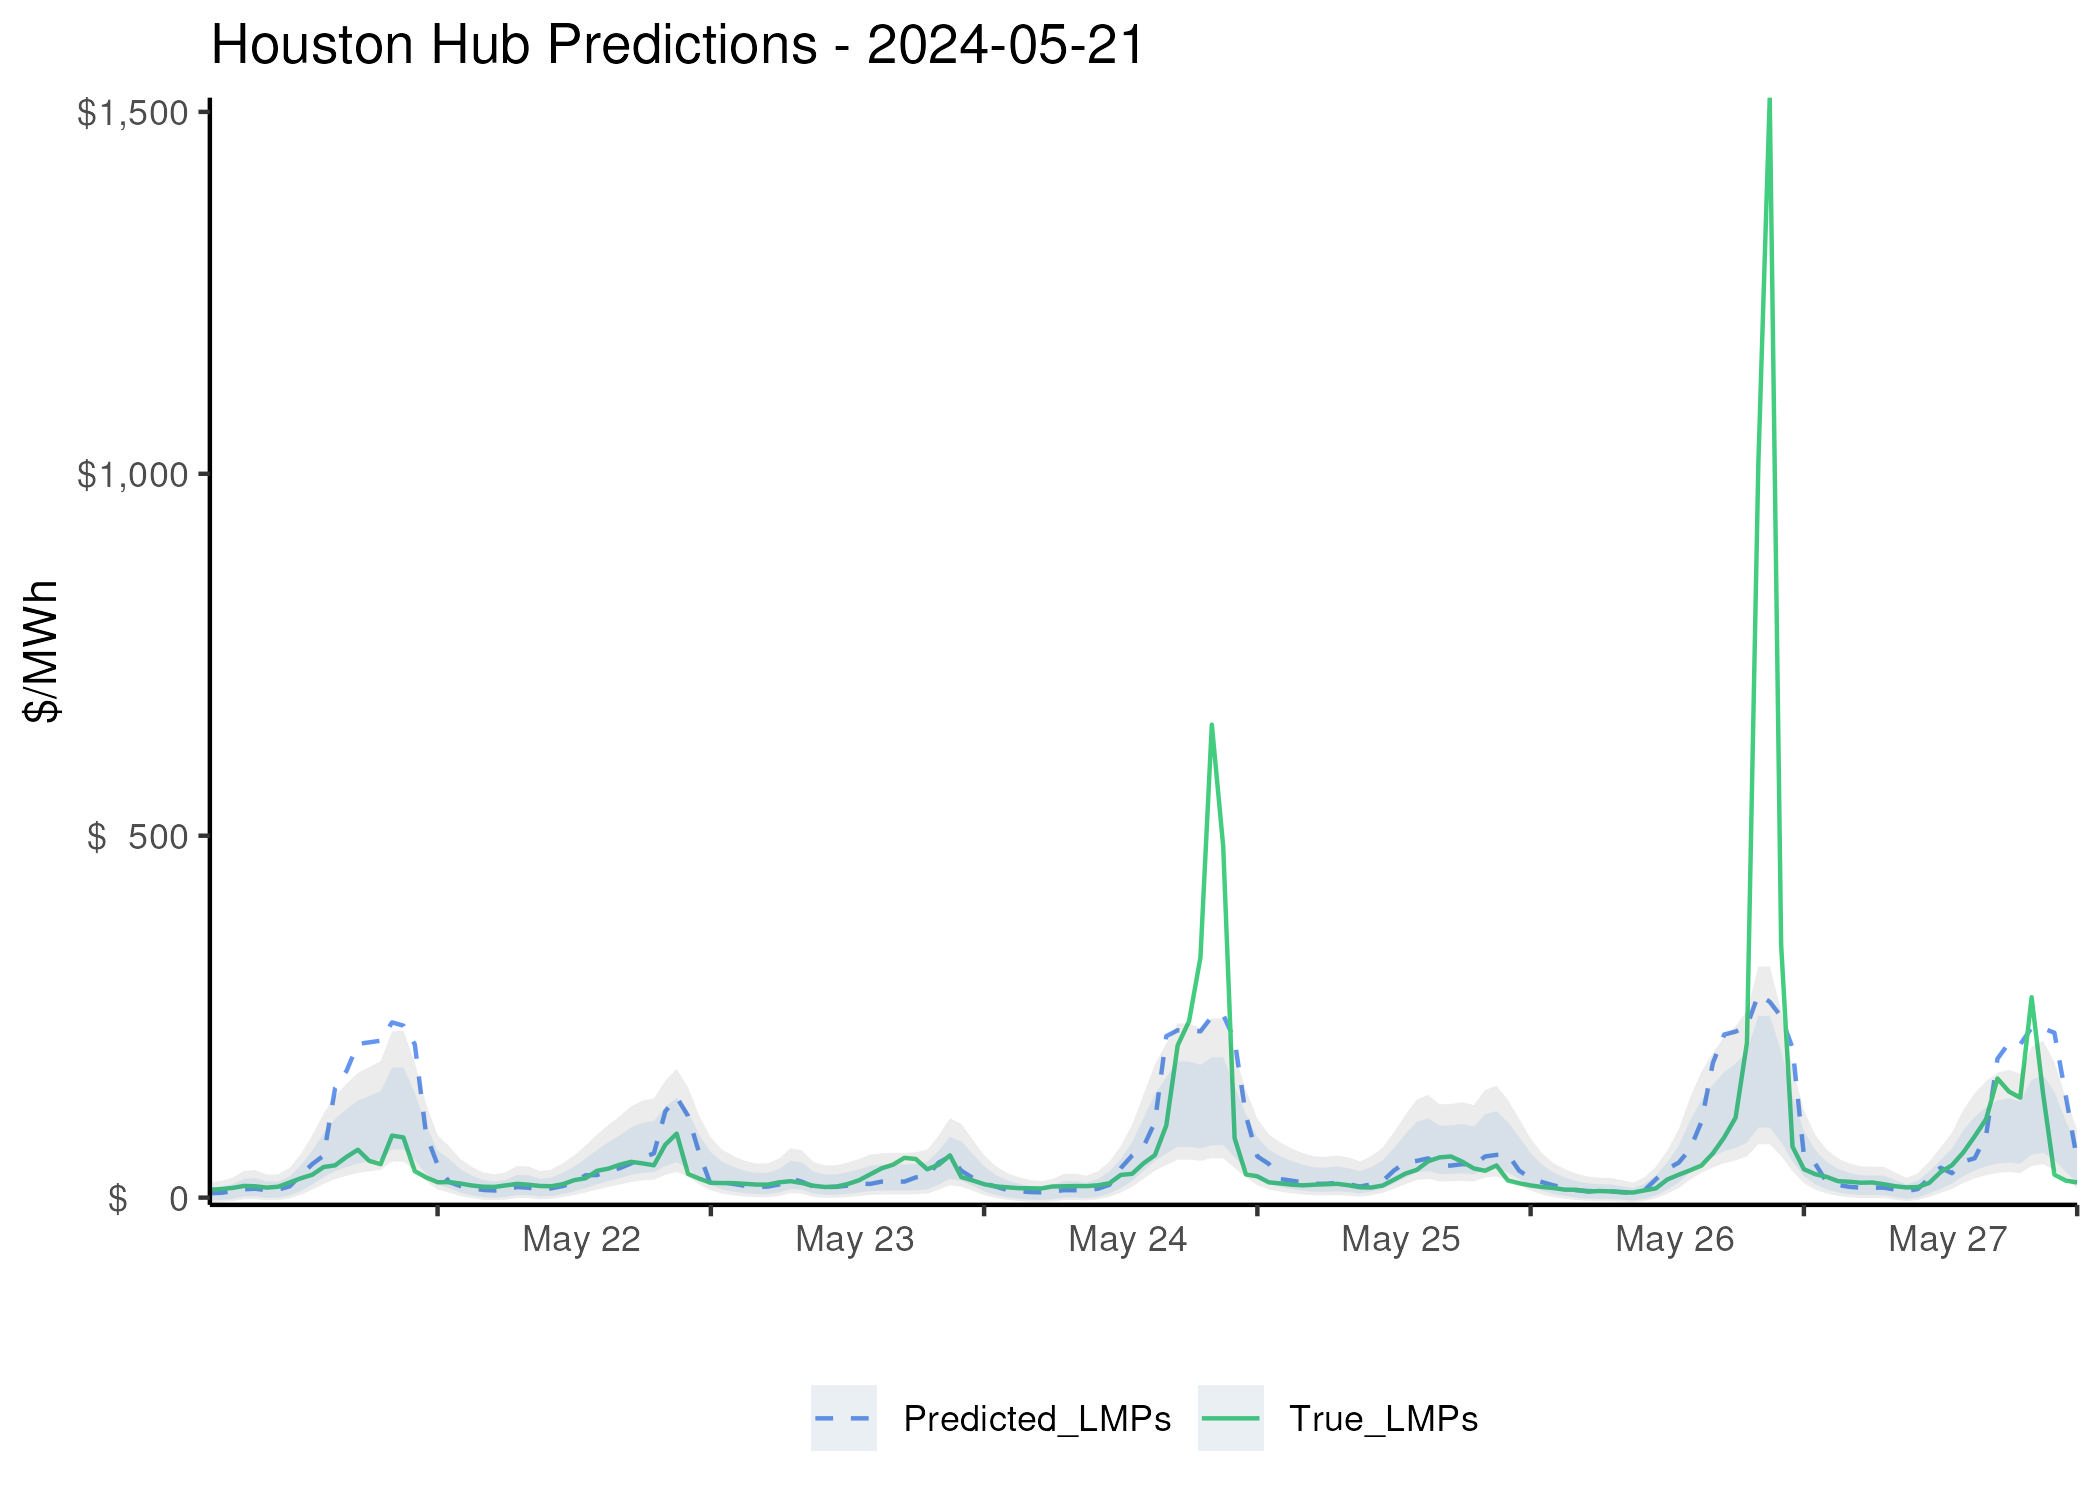 Houston Hub Predictions - 2024-05-21
$1,500
$1,000
$ 500
$ 0
$/MWh
May 22 May 23 May 24 May 25 May 26 May 27
Predicted_LMPs True_LMPs